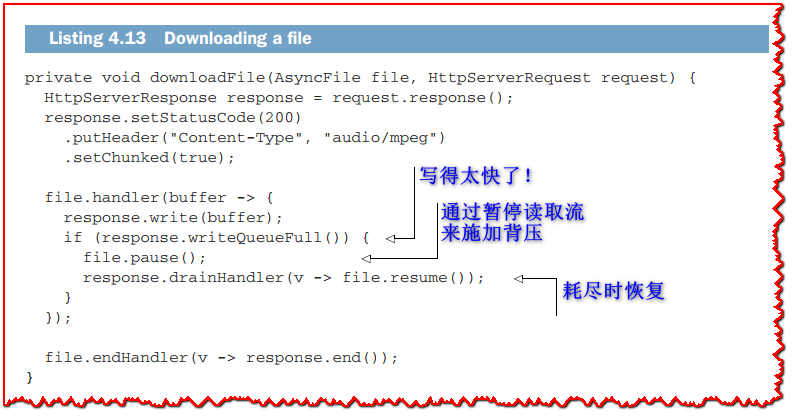 Listing 4.13 Downloading a file
private void downloadFile(AsyncFile file, HttpServerRequest request) {
HttpServerResponse response = request.response();
response.setStatusCode(200)
.putHeader("Content-Type", "audio/mpeg")
.setChunked(true);
写得太快了!
file.handler(buffer -> {
response.write(buffer);
通过暂停读取流
来施加背压
if (response.writeQueueFull()) {
file.pause();
response.drainHandler(v -> file.resume());
耗尽时恢复
}
});
file.endHandler(v -> response.end());
}